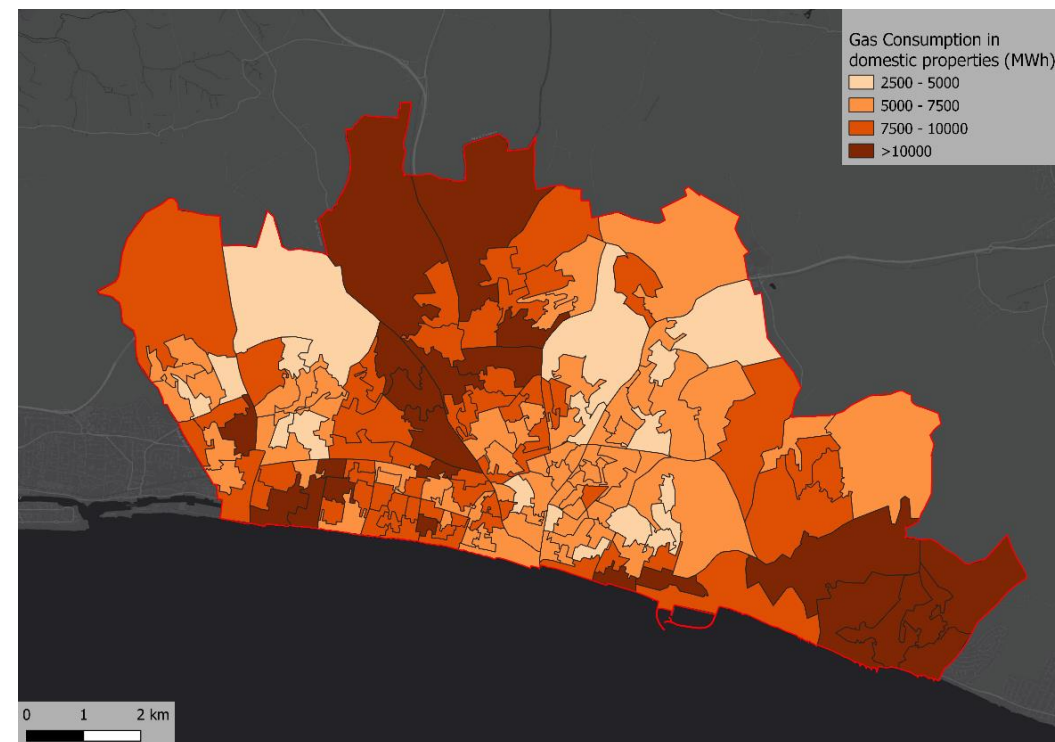 Gas Consumption in
domestic properties (MWh)
2500 - 5000
5000 - 7500
7500 - 10000
>10000
0 1 2 km